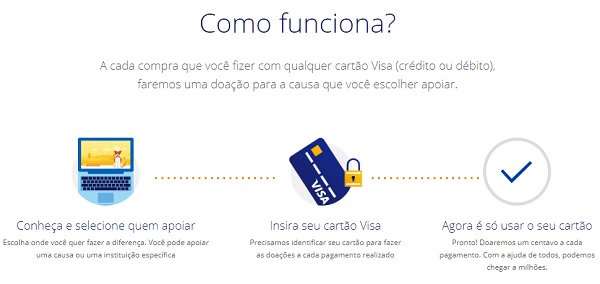 Como funciona?
A cada compra que você fizer com qualquer cartão Visa (crédito ou débito),
faremos uma doação para a causa que você escolher apoiar.
VISA
Conheça e selecione quem apoiar
Escolha onde você quer fazer a diferença. Você pode apoiar
uma causa ou uma instituição específica
Insira seu cartão Visa
Precisamos identificar seu cartão para fazer
as doações a cada pagamento realizado
Agora é só usar o seu cartão
Pronto! Doaremos um centavo a cada
pagamento. Com a ajuda de todos, podemos
chegar a milhões.